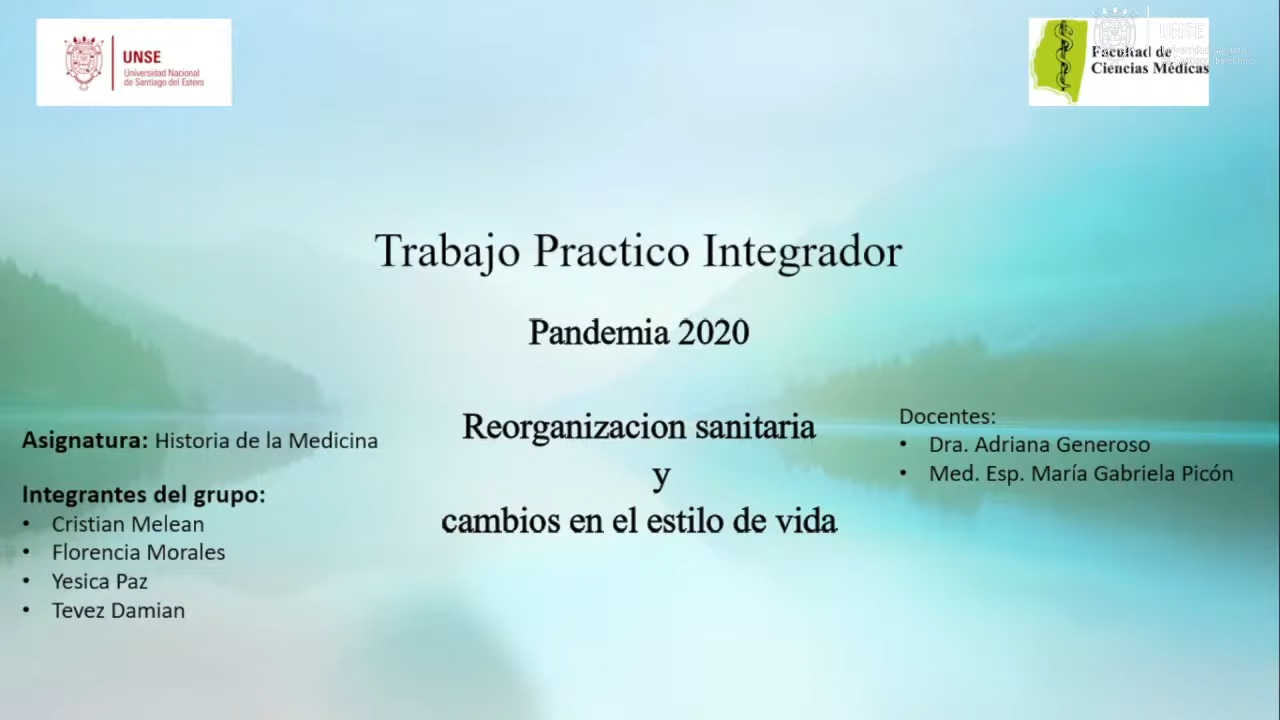 UNSE
Universidad Nacional
de Santiago del Estero
Facultad de
Ciencias Médicas
UNSE
Trabajo Practico Integrador
Pandemia 2020
Reorganizacion sanitaria
y
cambios en el estilo de vida
Asignatura: Historia de la Medicina
Integrantes del grupo:
• Cristian Melean
• Florencia Morales
• Yesica Paz
• Tevez Damian
Docentes:
• Dra. Adriana Generoso
• Med. Esp. María Gabriela Picón